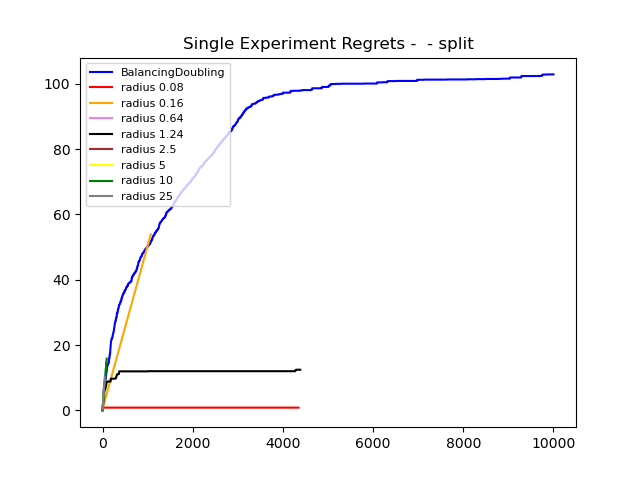 Single Experiment Regrets -  - split
BalancingDoubling
radius 0.08
radius 0.16
radius 0.64
radius 1.24
radius 2.5
radius 5
radius 10
radius 25
100
80
60
40
20
0
0 2000 4000 6000 8000 10000